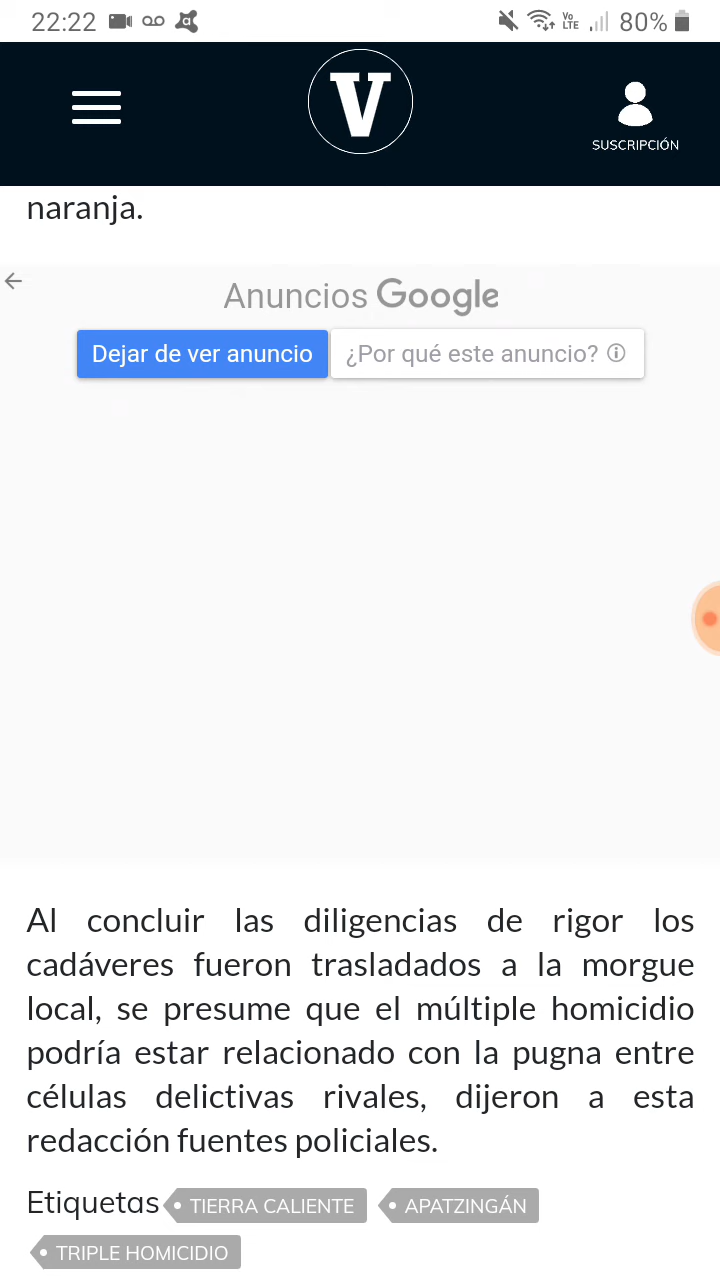 22:22 VoLTE 80%
V
SUSCRIPCIÓN
naranja.
Anuncios Google
Dejar de ver anuncio
¿Por qué este anuncio?
Al concluir las diligencias de rigor los
cadáveres fueron trasladados a la morgue
local, se presume que el múltiple homicidio
podría estar relacionado con la pugna entre
células delictivas rivales, dijeron a esta
redacción fuentes policiales.
Etiquetas TIERRA CALIENTE APATZINGÁN
TRIPLE HOMICIDIO